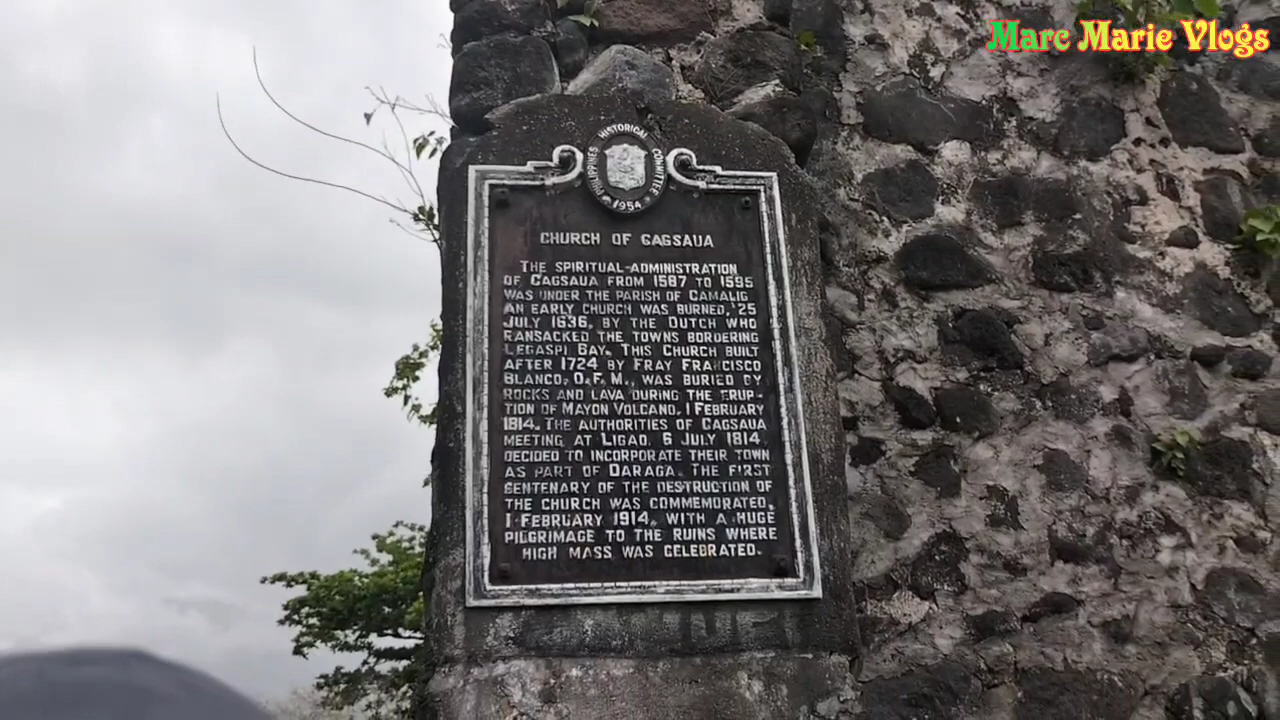 Marc Marie Vlogs
PHILIPPINES HISTORICAL COMMITTEE
1954
CHURCH OF CAGSAUA
THE SPIRITUAL-ADMINISTRATION
OF CAGSAUA FROM 1587 TO 1595
WAS UNDER THE PARISH OF CAMALIG.
AN EARLY CHURCH WAS BURNED, 25
JULY 1636, BY THE DUTCH WHO
RANSACKED THE TOWNS BORDERING
LEGASPI BAY. THIS CHURCH BUILT
AFTER 1724 BY FRAY FRANCISCO
BLANCO, O.F.M., WAS BURIED BY
ROCKS AND LAVA DURING THE ERUP-
TION OF MAYON VOLCANO, 1 FEBRUARY
1814. THE AUTHORITIES OF CAGSAUA
MEETING AT LIGAO, 6 JULY 1814,
DECIDED TO INCORPORATE THEIR TOWN
AS PART OF DARAGA. THE FIRST
CENTENARY OF THE DESTRUCTION OF
THE CHURCH WAS COMMEMORATED,
1 FEBRUARY 1914, WITH A HUGE
PILGRIMAGE TO THE RUINS WHERE
HIGH MASS WAS CELEBRATED.